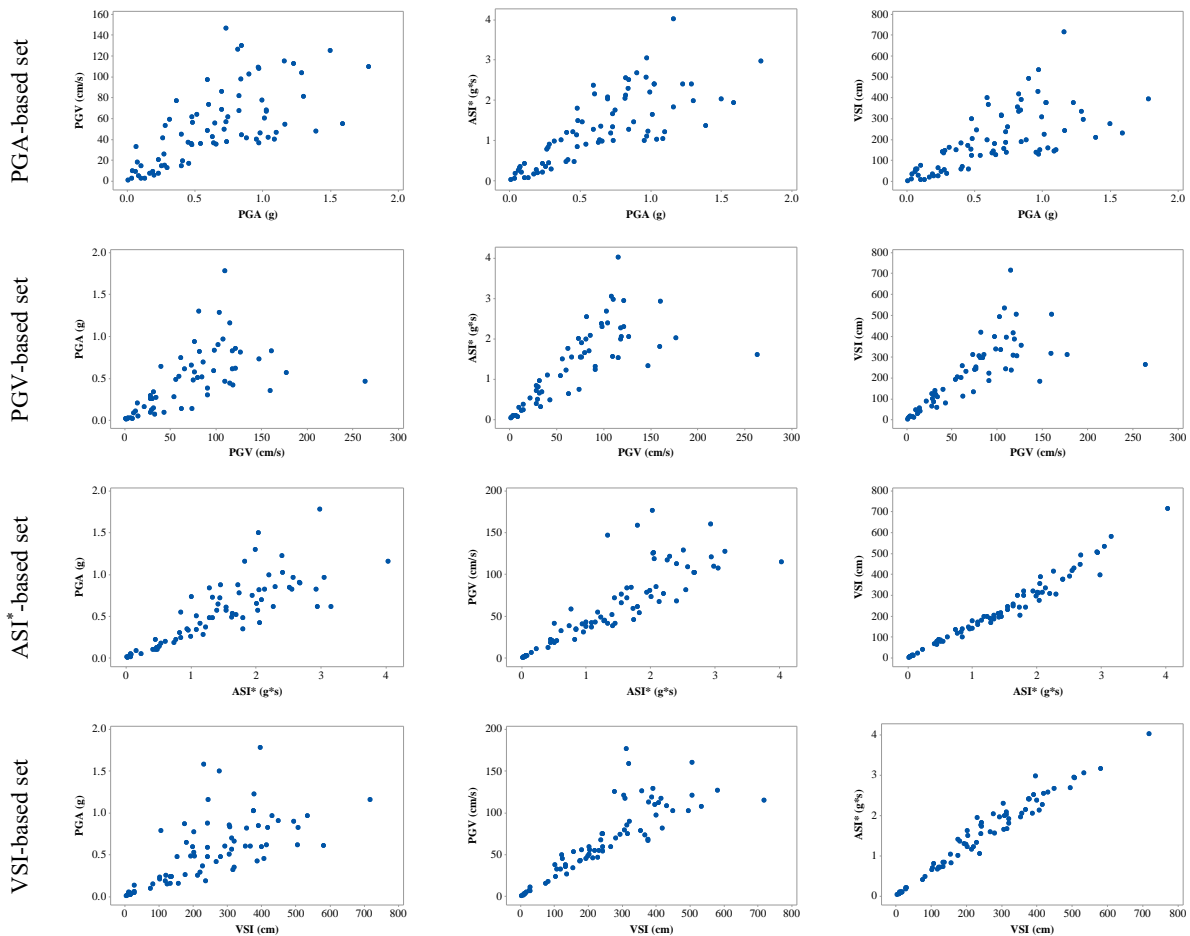 PGA-based set
160
140
120
100
80
60
40
20
0
PGV (cm/s)
0.0 0.5 1.0 1.5 2.0
PGA (g)
4
3
2
1
0
ASI* (g*s)
0.0 0.5 1.0 1.5 2.0
PGA (g)
800
700
600
500
400
300
200
100
0
VSI (cm)
0.0 0.5 1.0 1.5 2.0
PGA (g)
PGV-based set
2.0
1.5
1.0
0.5
0.0
PGA (g)
0 50 100 150 200 250 300
PGV (cm/s)
4
3
2
1
0
ASI* (g*s)
0 50 100 150 200 250 300
PGV (cm/s)
800
700
600
500
400
300
200
100
0
VSI (cm)
0 50 100 150 200 250 300
PGV (cm/s)
ASI*-based set
2.0
1.5
1.0
0.5
0.0
PGA (g)
0 1 2 3 4
ASI* (g*s)
200
150
100
50
0
PGV (cm/s)
0 1 2 3 4
ASI* (g*s)
800
700
600
500
400
300
200
100
0
VSI (cm)
0 1 2 3 4
ASI* (g*s)
VSI-based set
2.0
1.5
1.0
0.5
0.0
PGA (g)
0 100 200 300 400 500 600 700 800
VSI (cm)
200
150
100
50
0
PGV (cm/s)
0 100 200 300 400 500 600 700 800
VSI (cm)
4
3
2
1
0
ASI* (g*s)
0 100 200 300 400 500 600 700 800
VSI (cm)